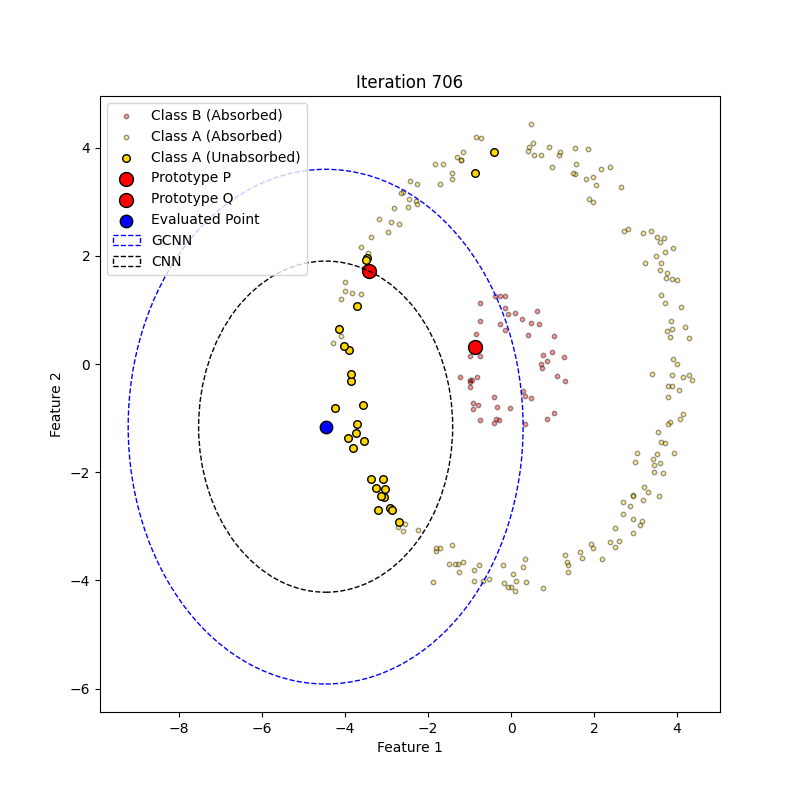 Iteration 706
Class B (Absorbed)
Class A (Absorbed)
Class A (Unabsorbed)
Prototype P
Prototype Q
Evaluated Point
GCNN
CNN
4
2
0
−2
−4
−6
Feature 2
−8 −6 −4 −2 0 2 4
Feature 1